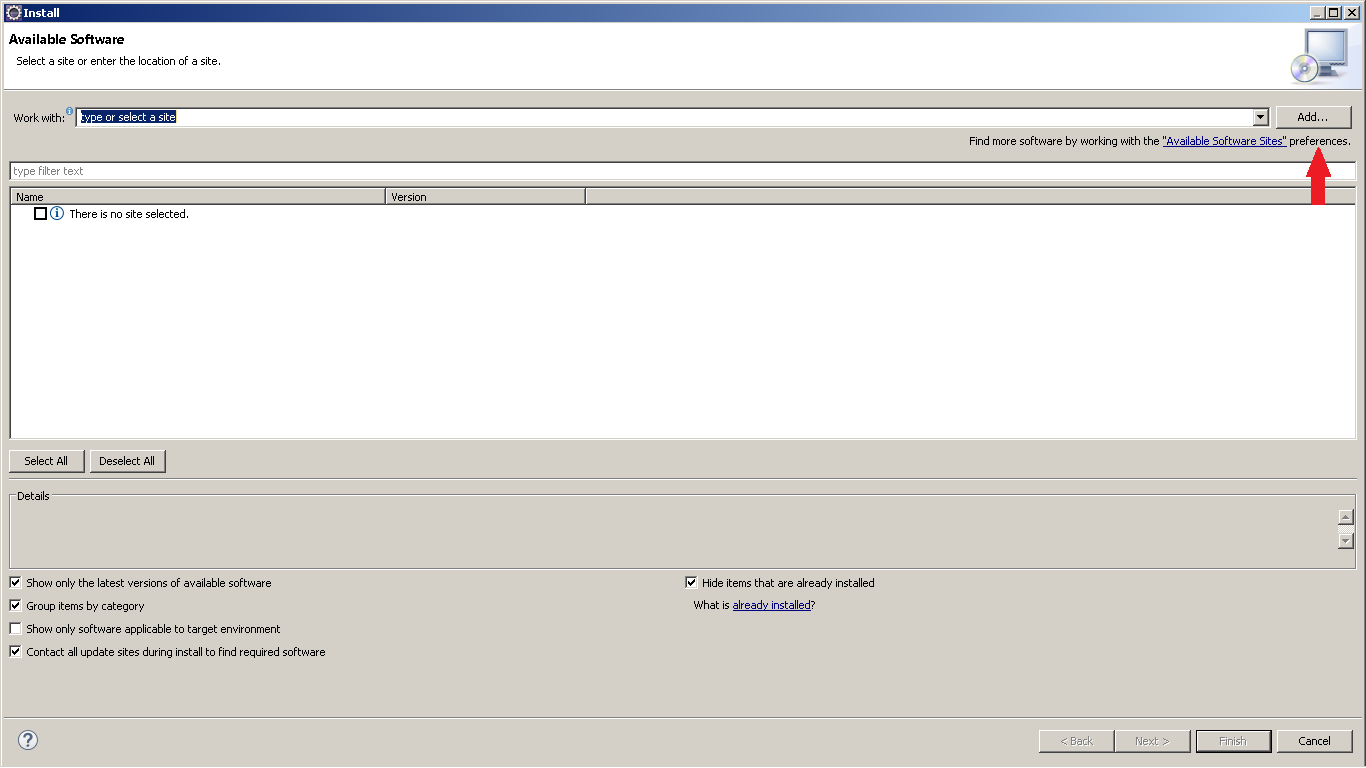 Install
Available Software
Select a site or enter the location of a site.
Work with: type or select a site Add...
Find more software by working with the "Available Software Sites" preferences.
type filter text
Name Version
There is no site selected.
Select All Deselect All
Details
Show only the latest versions of available software Hide items that are already installed
Group items by category What is already installed?
Show only software applicable to target environment
Contact all update sites during install to find required software
< Back Next > Finish Cancel